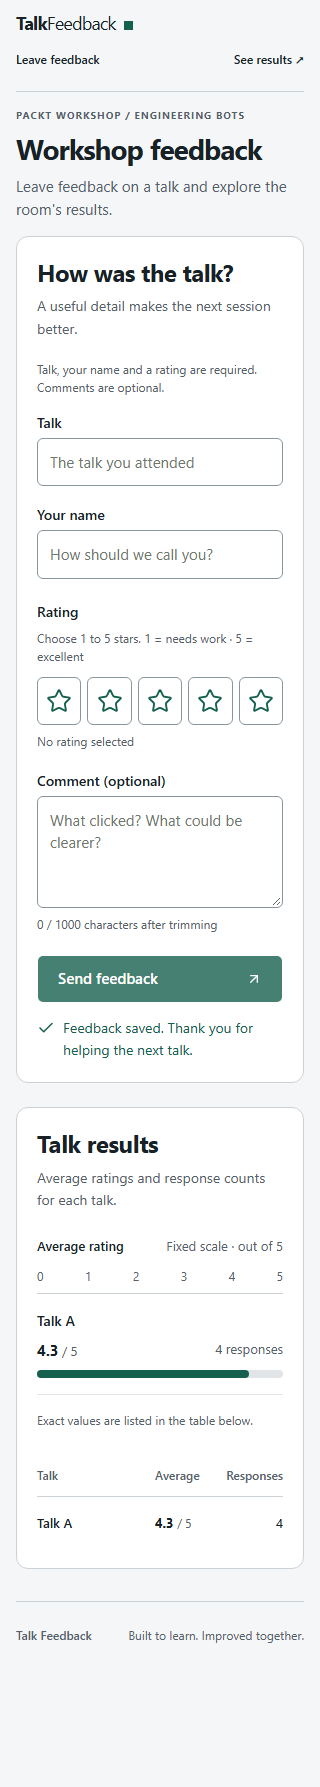 TalkFeedback
Leave feedback
See results ↗
PACKT WORKSHOP / ENGINEERING BOTS
Workshop feedback
Leave feedback on a talk and explore the
room's results.
How was the talk?
A useful detail makes the next session
better.
Talk, your name and a rating are required.
Comments are optional.
Talk
The talk you attended
Your name
How should we call you?
Rating
Choose 1 to 5 stars. 1 = needs work · 5 =
excellent
No rating selected
Comment (optional)
What clicked? What could be
clearer?
0 / 1000 characters after trimming
Send feedback
Feedback saved. Thank you for
helping the next talk.
Talk results
Average ratings and response counts
for each talk.
Average rating Fixed scale · out of 5
0 1 2 3 4 5
Talk A
4.3 / 5 4 responses
Exact values are listed in the table below.
Talk Average Responses
Talk A 4.3 / 5 4
Talk Feedback Built to learn. Improved together.